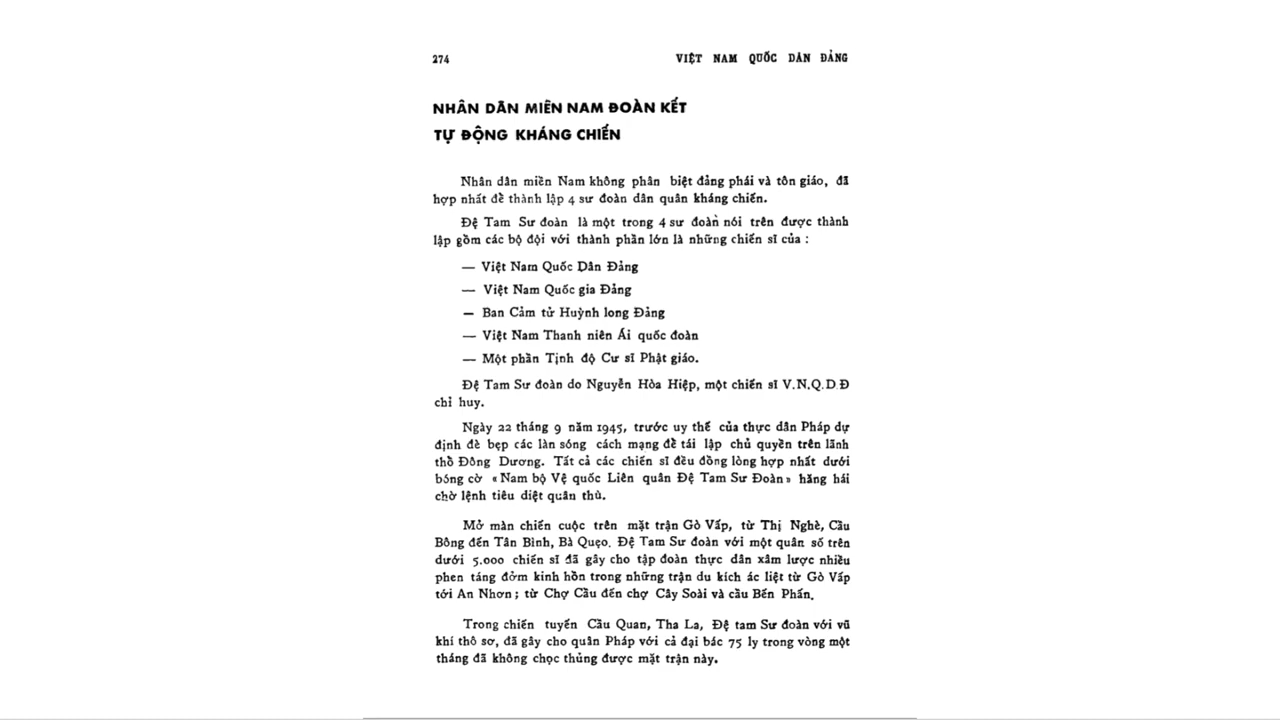 274 VIỆT NAM QUỐC DÂN ĐẢNG
NHÂN DÂN MIỀN NAM ĐOÀN KẾT
TỰ ĐỘNG KHÁNG CHIẾN
Nhân dân miền Nam không phân biệt đảng phái và tôn giáo, đã
hợp nhất để thành lập 4 sư đoàn dân quân kháng chiến.
Đệ Tam Sư đoàn là một trong 4 sư đoàn nói trên được thành
lập gồm các bộ đội với thành phần lớn là những chiến sĩ của :
— Việt Nam Quốc Dân Đảng
— Việt Nam Quốc gia Đảng
— Ban Cảm tử Huỳnh long Đảng
— Việt Nam Thanh niên Ái quốc đoàn
— Một phần Tịnh độ Cư sĩ Phật giáo.
Đệ Tam Sư đoàn do Nguyễn Hòa Hiệp, một chiến sĩ V.N.Q.D.Đ
chỉ huy.
Ngày 22 tháng 9 năm 1945, trước uy thế của thực dân Pháp dự
định đè bẹp các làn sóng cách mạng để tái lập chủ quyền trên lãnh
thổ Đông Dương. Tất cả các chiến sĩ đều đồng lòng hợp nhất dưới
bóng cờ «Nam bộ Vệ quốc Liên quân Đệ Tam Sư Đoàn» hăng hái
chờ lệnh tiêu diệt quân thù.
Mở màn chiến cuộc trên mặt trận Gò Vấp, từ Thị Nghè, Cầu
Bông đến Tân Bình, Bà Quẹo. Đệ Tam Sư đoàn với một quân số trên
dưới 5.000 chiến sĩ đã gây cho tập đoàn thực dân xâm lược nhiều
phen táng đởm kinh hồn trong những trận du kích ác liệt từ Gò Vấp
tới An Nhơn ; từ Chợ Cầu đến chợ Cây Soài và cầu Bến Phấn.
Trong chiến tuyến Cầu Quan, Tha La, Đệ tam Sư đoàn với vũ
khí thô sơ, đã gây cho quân Pháp với cả đại bác 75 ly trong vòng một
tháng đã không chọc thủng được mặt trận này.